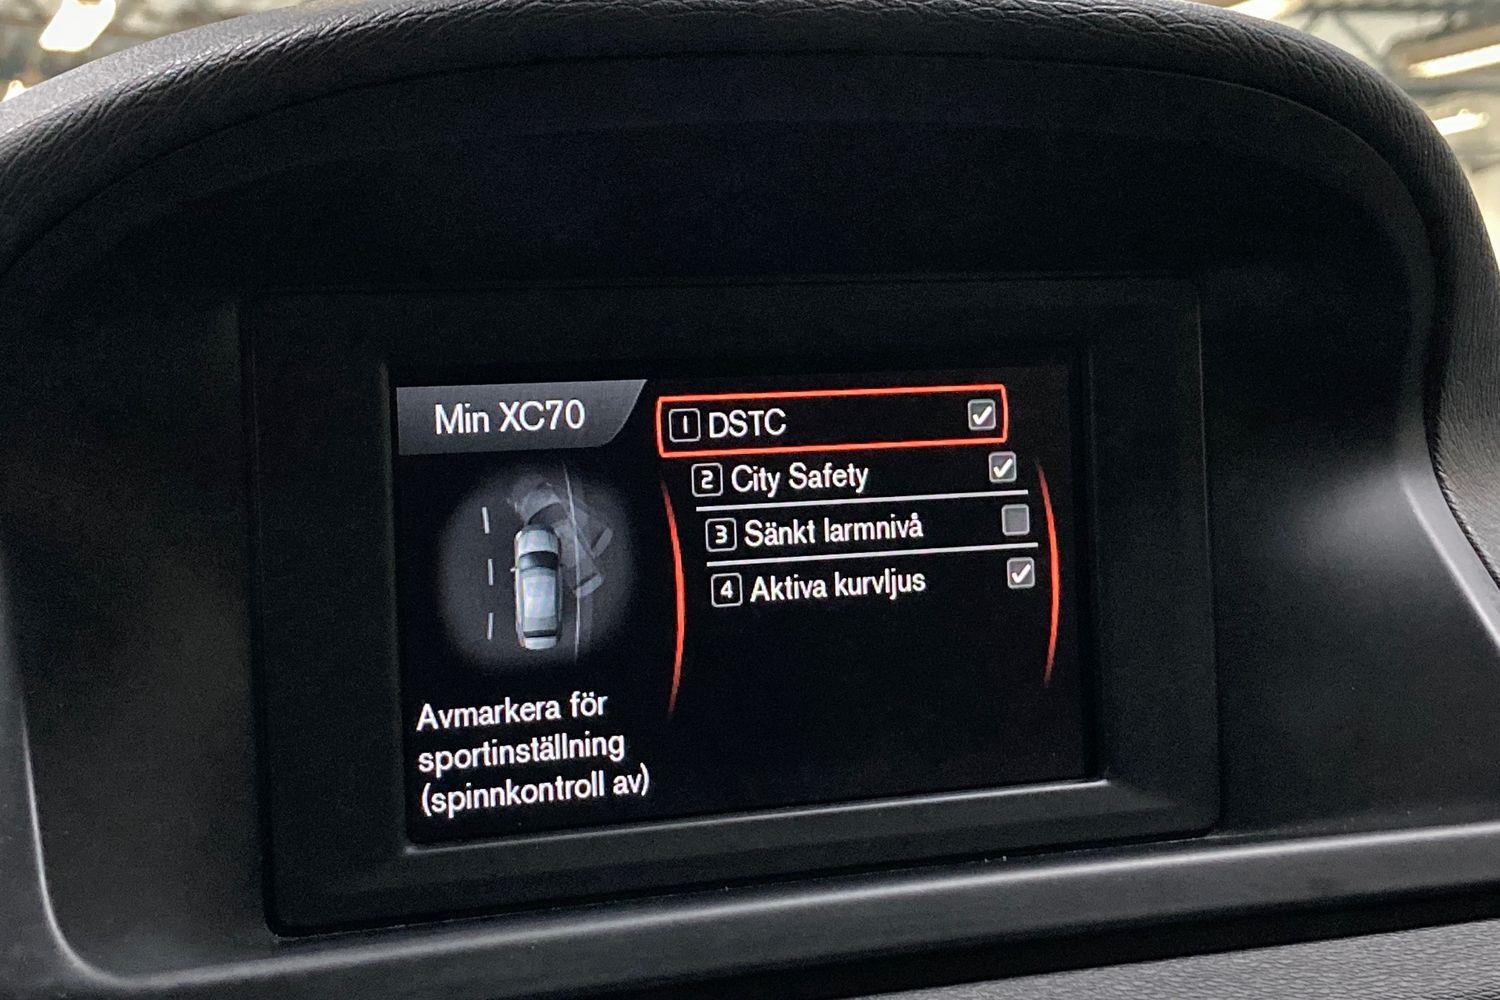 Min XC70
1 DSTC
2 City Safety
3 Sänkt larmnivå
4 Aktiva kurvljus
Avmarkera för
sportinställning
(spinnkontroll av)